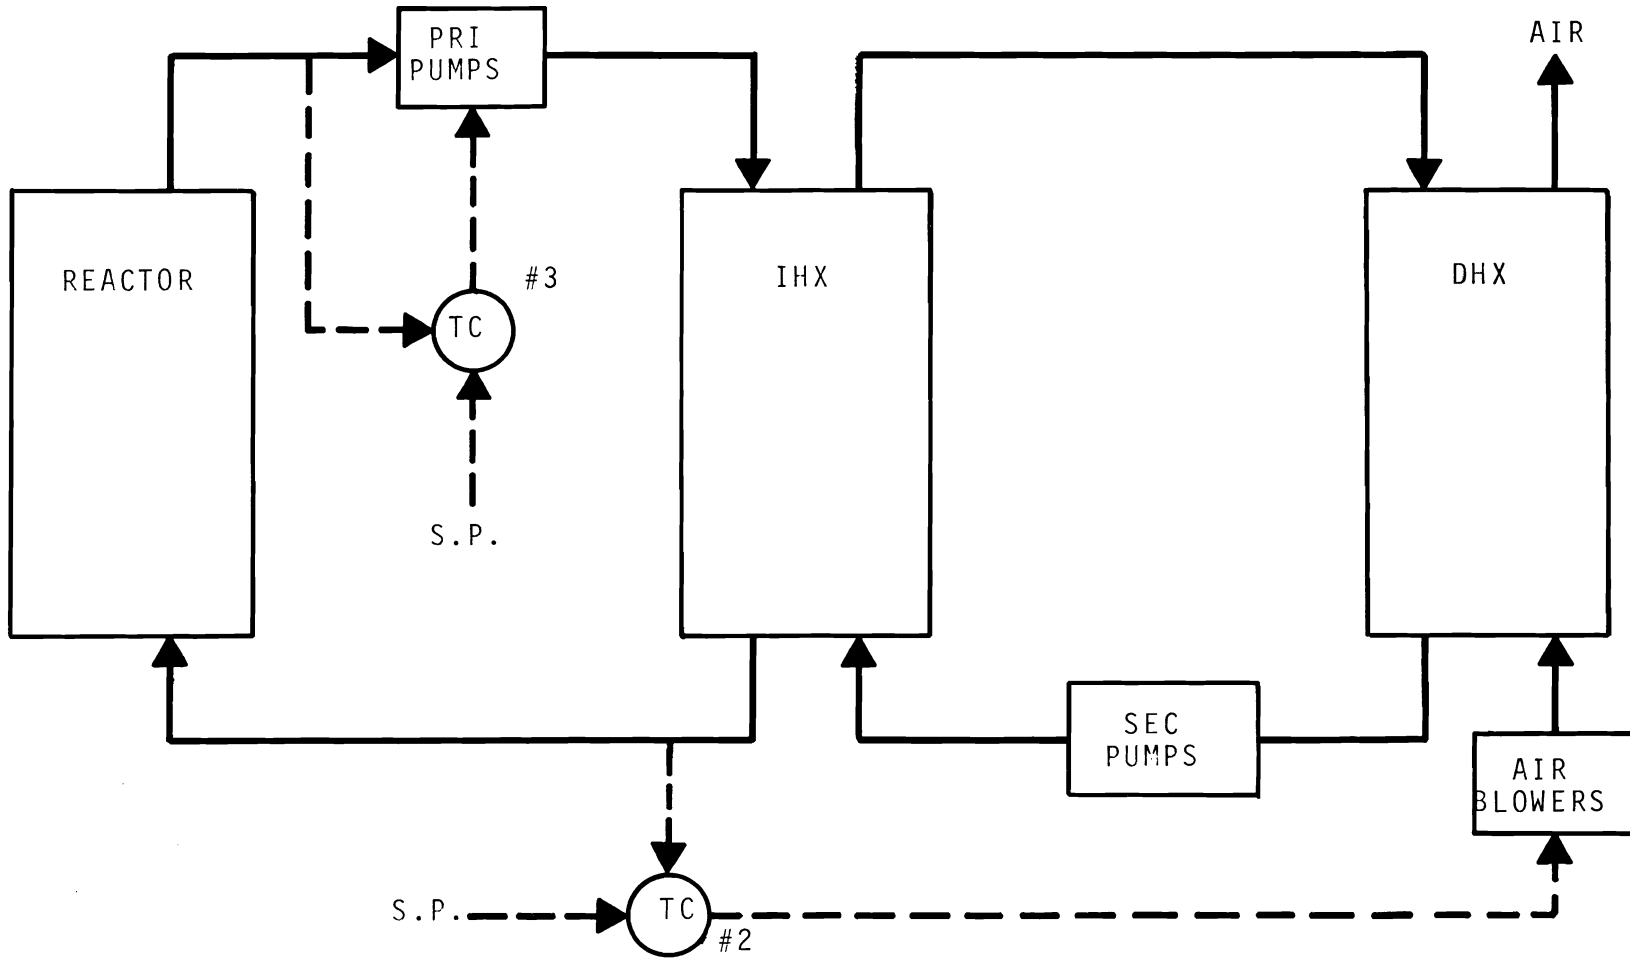 AIR
PRI
PUMPS
REACTOR
#3
TC
IHX
DHX
S.P.
SEC
PUMPS
AIR
BLOWERS
S.P.
TC
#2